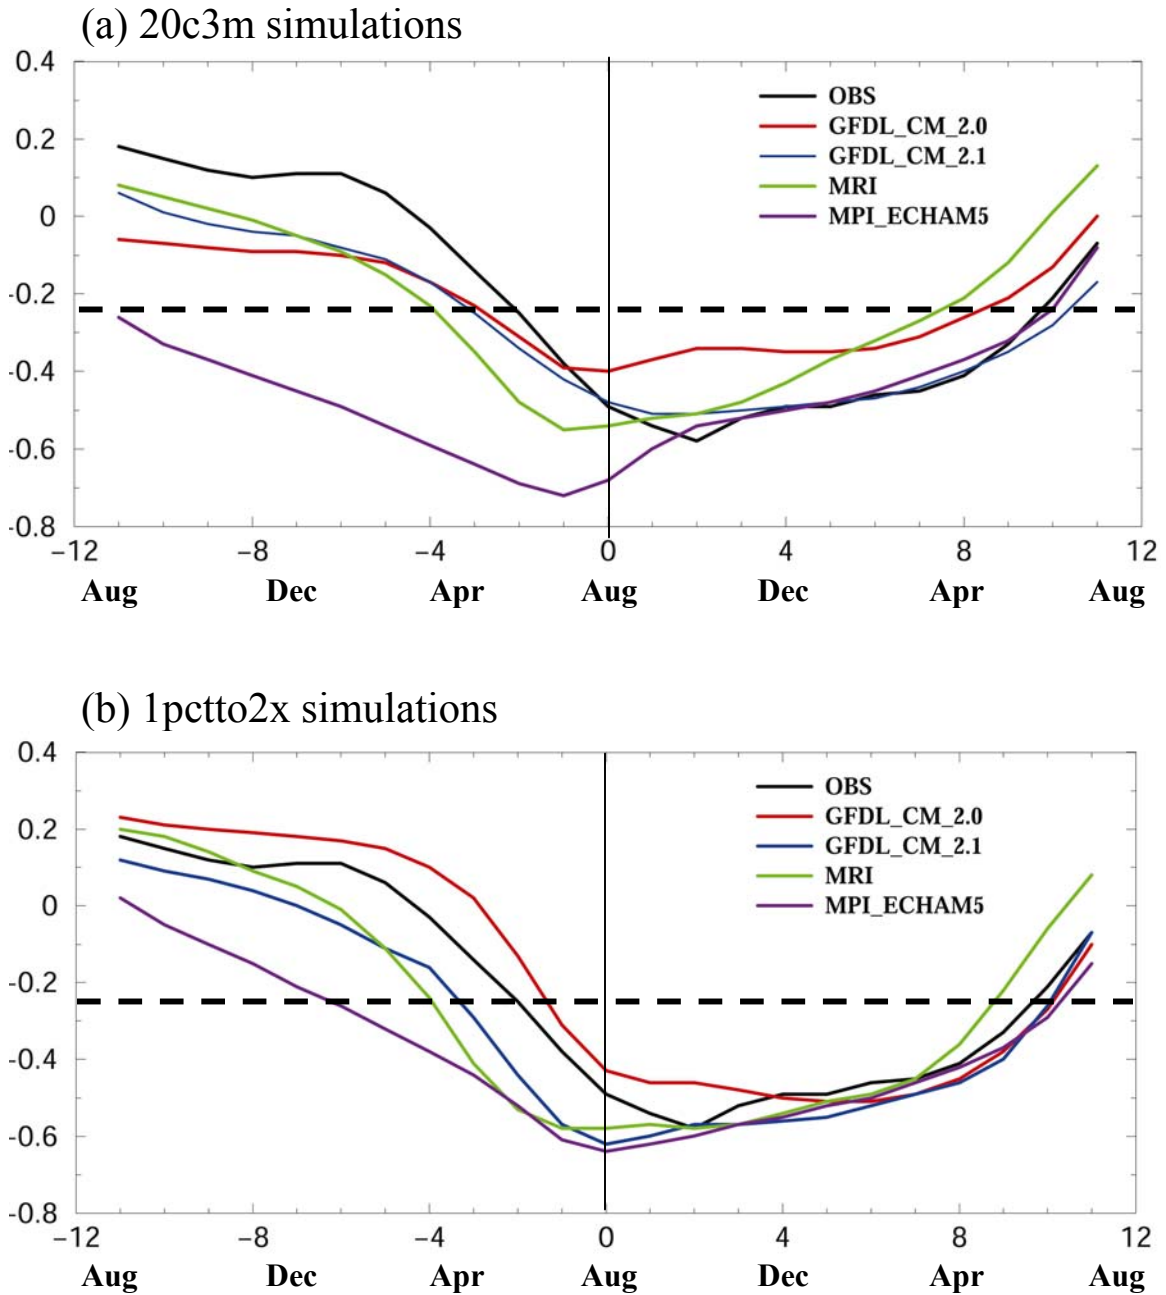 (a) 20c3m simulations
0.4
0.2
0
-0.2
-0.4
-0.6
-0.8
OBS
GFDL_CM_2.0
GFDL_CM_2.1
MRI
MPI_ECHAM5
−12 −8 −4 0 4 8 12
Aug Dec Apr Aug Dec Apr Aug
(b) 1pctto2x simulations
0.4
0.2
0
-0.2
-0.4
-0.6
-0.8
OBS
GFDL_CM_2.0
GFDL_CM_2.1
MRI
MPI_ECHAM5
−12 −8 −4 0 4 8 12
Aug Dec Apr Aug Dec Apr Aug